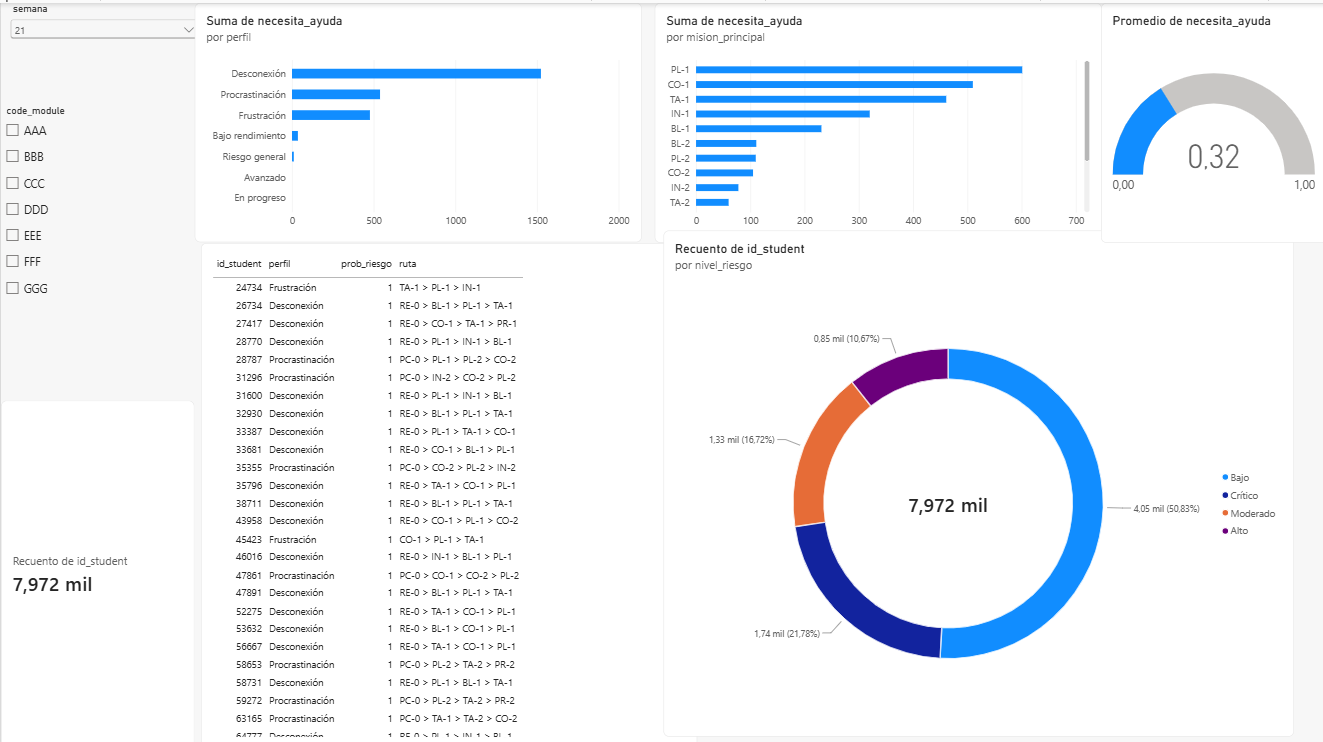 semana
21
code_module
AAA
BBB
CCC
DDD
EEE
FFF
GGG
Recuento de id_student
7,972 mil
Suma de necesita_ayuda
por perfil
Desconexión
Procrastinación
Frustración
Bajo rendimiento
Riesgo general
Avanzado
En progreso
0 500 1000 1500 2000
Suma de necesita_ayuda
por mision_principal
PL-1
CO-1
TA-1
IN-1
BL-1
BL-2
PL-2
CO-2
IN-2
TA-2
0 100 200 300 400 500 600 700
Promedio de necesita_ayuda
0,32
0,00 1,00
id_student perfil prob_riesgo ruta
24734 Frustración 1 TA-1 > PL-1 > IN-1
26734 Desconexión 1 RE-0 > BL-1 > PL-1 > TA-1
27417 Desconexión 1 RE-0 > CO-1 > TA-1 > PR-1
28770 Desconexión 1 RE-0 > PL-1 > IN-1 > BL-1
28787 Procrastinación 1 PC-0 > PL-1 > PL-2 > CO-2
31296 Procrastinación 1 PC-0 > IN-2 > CO-2 > PL-2
31600 Desconexión 1 RE-0 > PL-1 > IN-1 > BL-1
32930 Desconexión 1 RE-0 > BL-1 > PL-1 > TA-1
33387 Desconexión 1 RE-0 > PL-1 > TA-1 > CO-1
33681 Desconexión 1 RE-0 > CO-1 > BL-1 > PL-1
35355 Procrastinación 1 PC-0 > CO-2 > PL-2 > IN-2
35796 Desconexión 1 RE-0 > TA-1 > CO-1 > PL-1
38711 Desconexión 1 RE-0 > BL-1 > PL-1 > TA-1
43958 Desconexión 1 RE-0 > CO-1 > PL-1 > CO-2
45423 Frustración 1 CO-1 > PL-1 > TA-1
46016 Desconexión 1 RE-0 > IN-1 > BL-1 > PL-1
47861 Procrastinación 1 PC-0 > CO-1 > CO-2 > PL-2
47891 Desconexión 1 RE-0 > BL-1 > PL-1 > TA-1
52275 Desconexión 1 RE-0 > TA-1 > CO-1 > PL-1
53632 Desconexión 1 RE-0 > BL-1 > CO-1 > PL-1
56667 Desconexión 1 RE-0 > TA-1 > CO-1 > PL-1
58653 Procrastinación 1 PC-0 > PL-2 > TA-2 > PR-2
58731 Desconexión 1 RE-0 > PL-1 > BL-1 > TA-1
59272 Procrastinación 1 PC-0 > PL-2 > TA-2 > PR-2
63165 Procrastinación 1 PC-0 > TA-1 > TA-2 > CO-2
64777 Desconexión 1 RE-0 > PL-1 > IN-1 > BL-1
Recuento de id_student
por nivel_riesgo
0,85 mil (10,67%)
1,33 mil (16,72%)
7,972 mil
4,05 mil (50,83%)
1,74 mil (21,78%)
Bajo
Crítico
Moderado
Alto